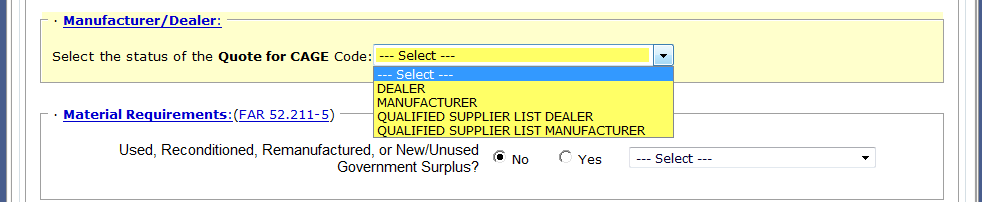 · Manufacturer/Dealer:
Select the status of the Quote for CAGE Code: --- Select ---
--- Select ---
DEALER
MANUFACTURER
QUALIFIED SUPPLIER LIST DEALER
QUALIFIED SUPPLIER LIST MANUFACTURER
· Material Requirements:(FAR 52.211-5)
Used, Reconditioned, Remanufactured, or New/Unused
Government Surplus? No Yes --- Select ---